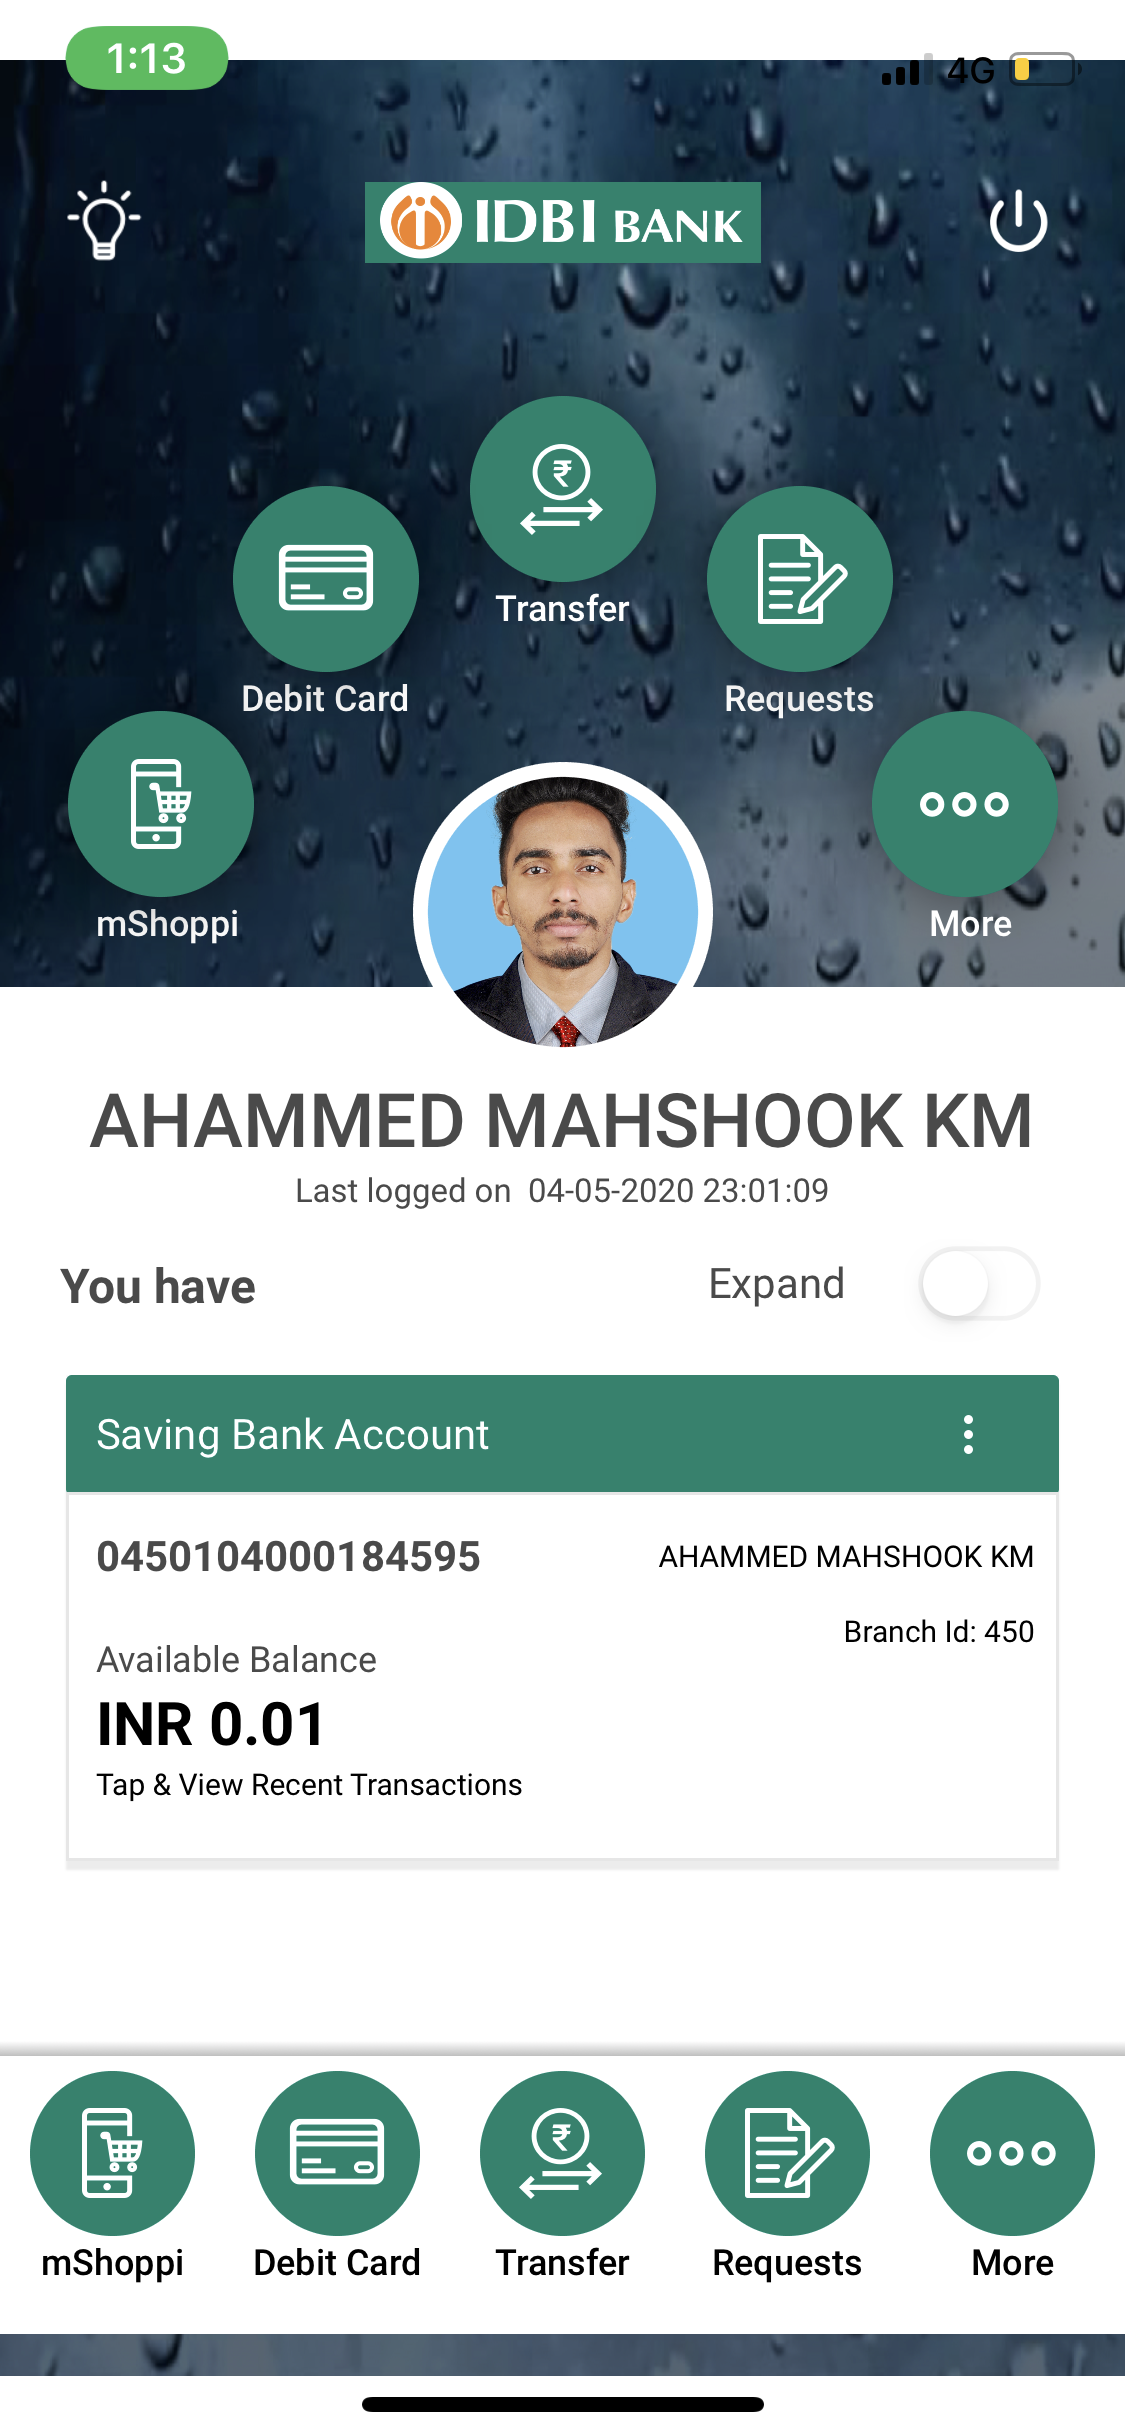 1:13
4G
IDBI BANK
Transfer
Debit Card
Requests
mShoppi
More
AHAMMED MAHSHOOK KM
Last logged on 04-05-2020 23:01:09
You have
Expand
Saving Bank Account
0450104000184595
AHAMMED MAHSHOOK KM
Branch Id: 450
Available Balance
INR 0.01
Tap & View Recent Transactions
mShoppi
Debit Card
Transfer
Requests
More